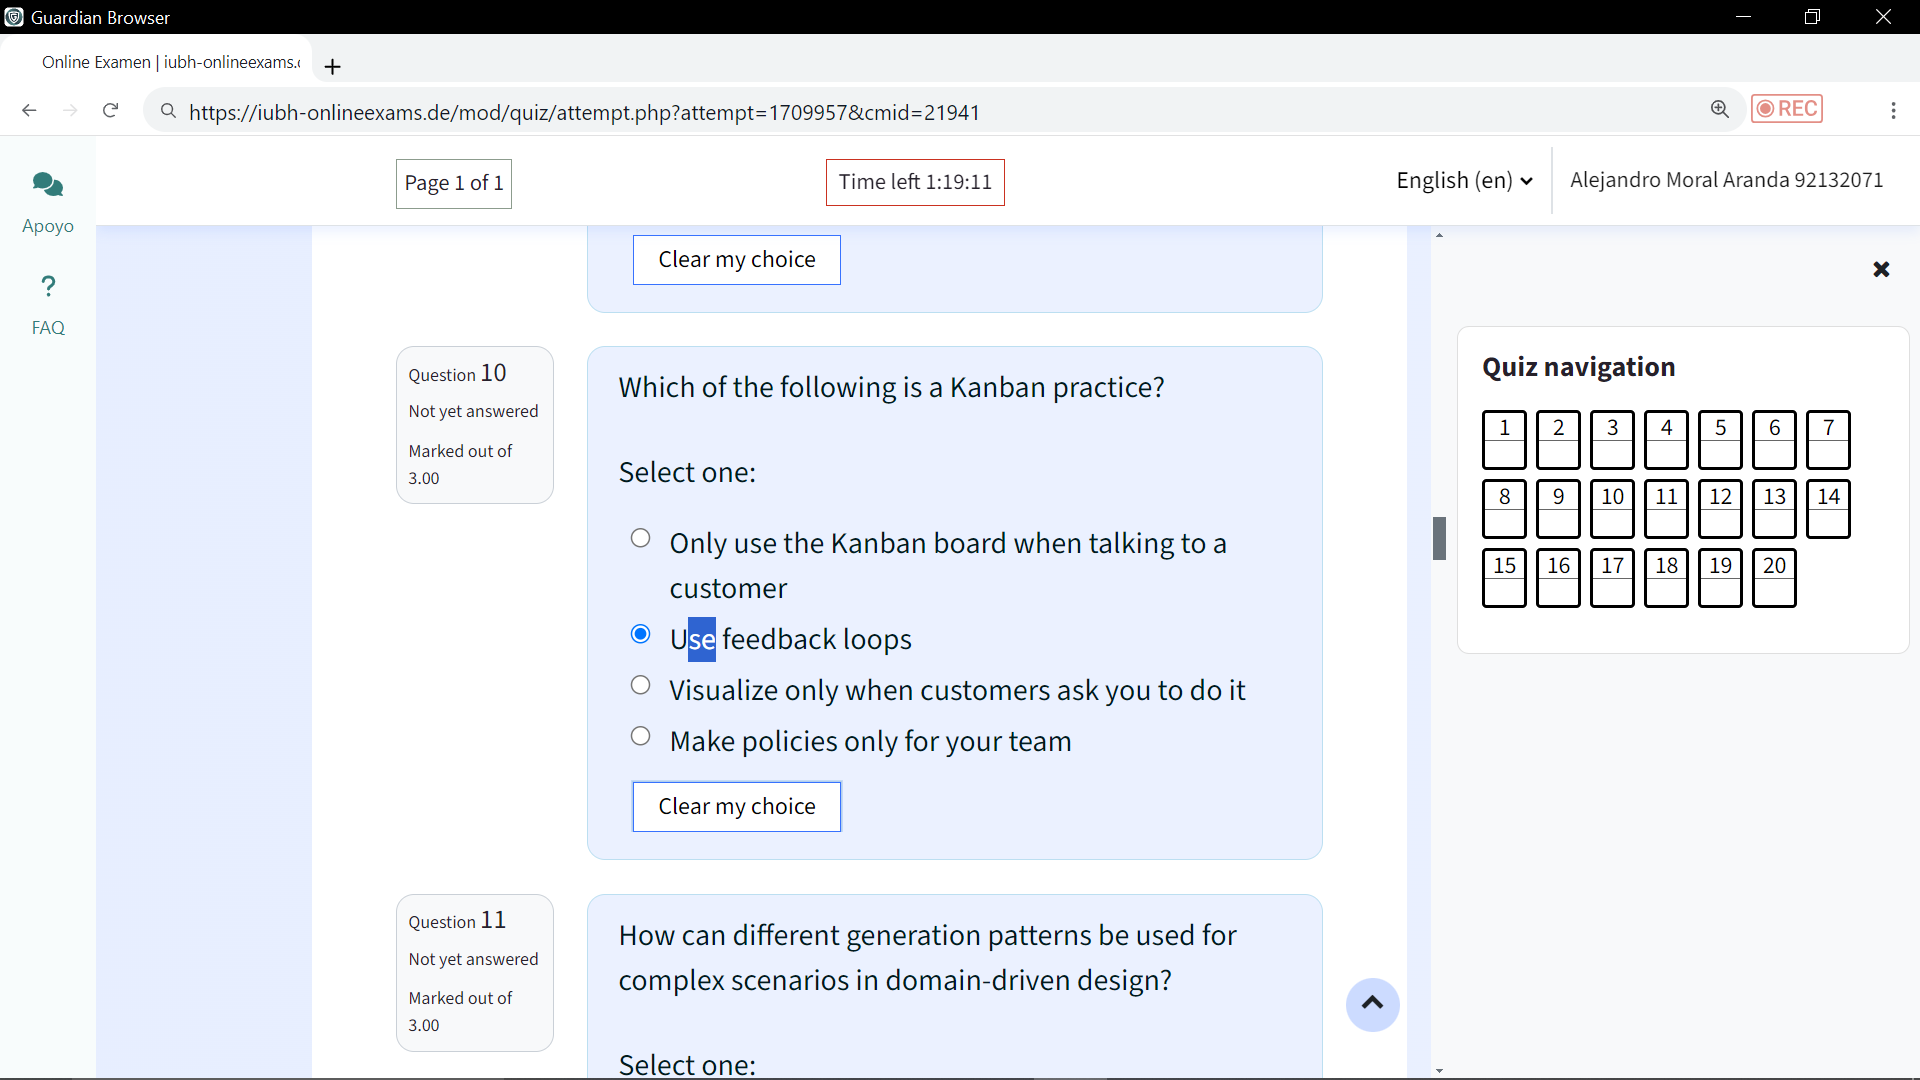 Guardian Browser
Online Examen | iubh-onlineexams.
https://iubh-onlineexams.de/mod/quiz/attempt.php?attempt=1709957&cmid=21941
REC
Apoyo
?
FAQ
Page 1 of 1
Time left 1:19:11
English (en)
Alejandro Moral Aranda 92132071
Clear my choice
Question 10
Not yet answered
Marked out of
3.00
Which of the following is a Kanban practice?
Select one:
Only use the Kanban board when talking to a
customer
Use feedback loops
Visualize only when customers ask you to do it
Make policies only for your team
Clear my choice
Question 11
Not yet answered
Marked out of
3.00
How can different generation patterns be used for
complex scenarios in domain-driven design?
Select one:
Quiz navigation
1 2 3 4 5 6 7
8 9 10 11 12 13 14
15 16 17 18 19 20